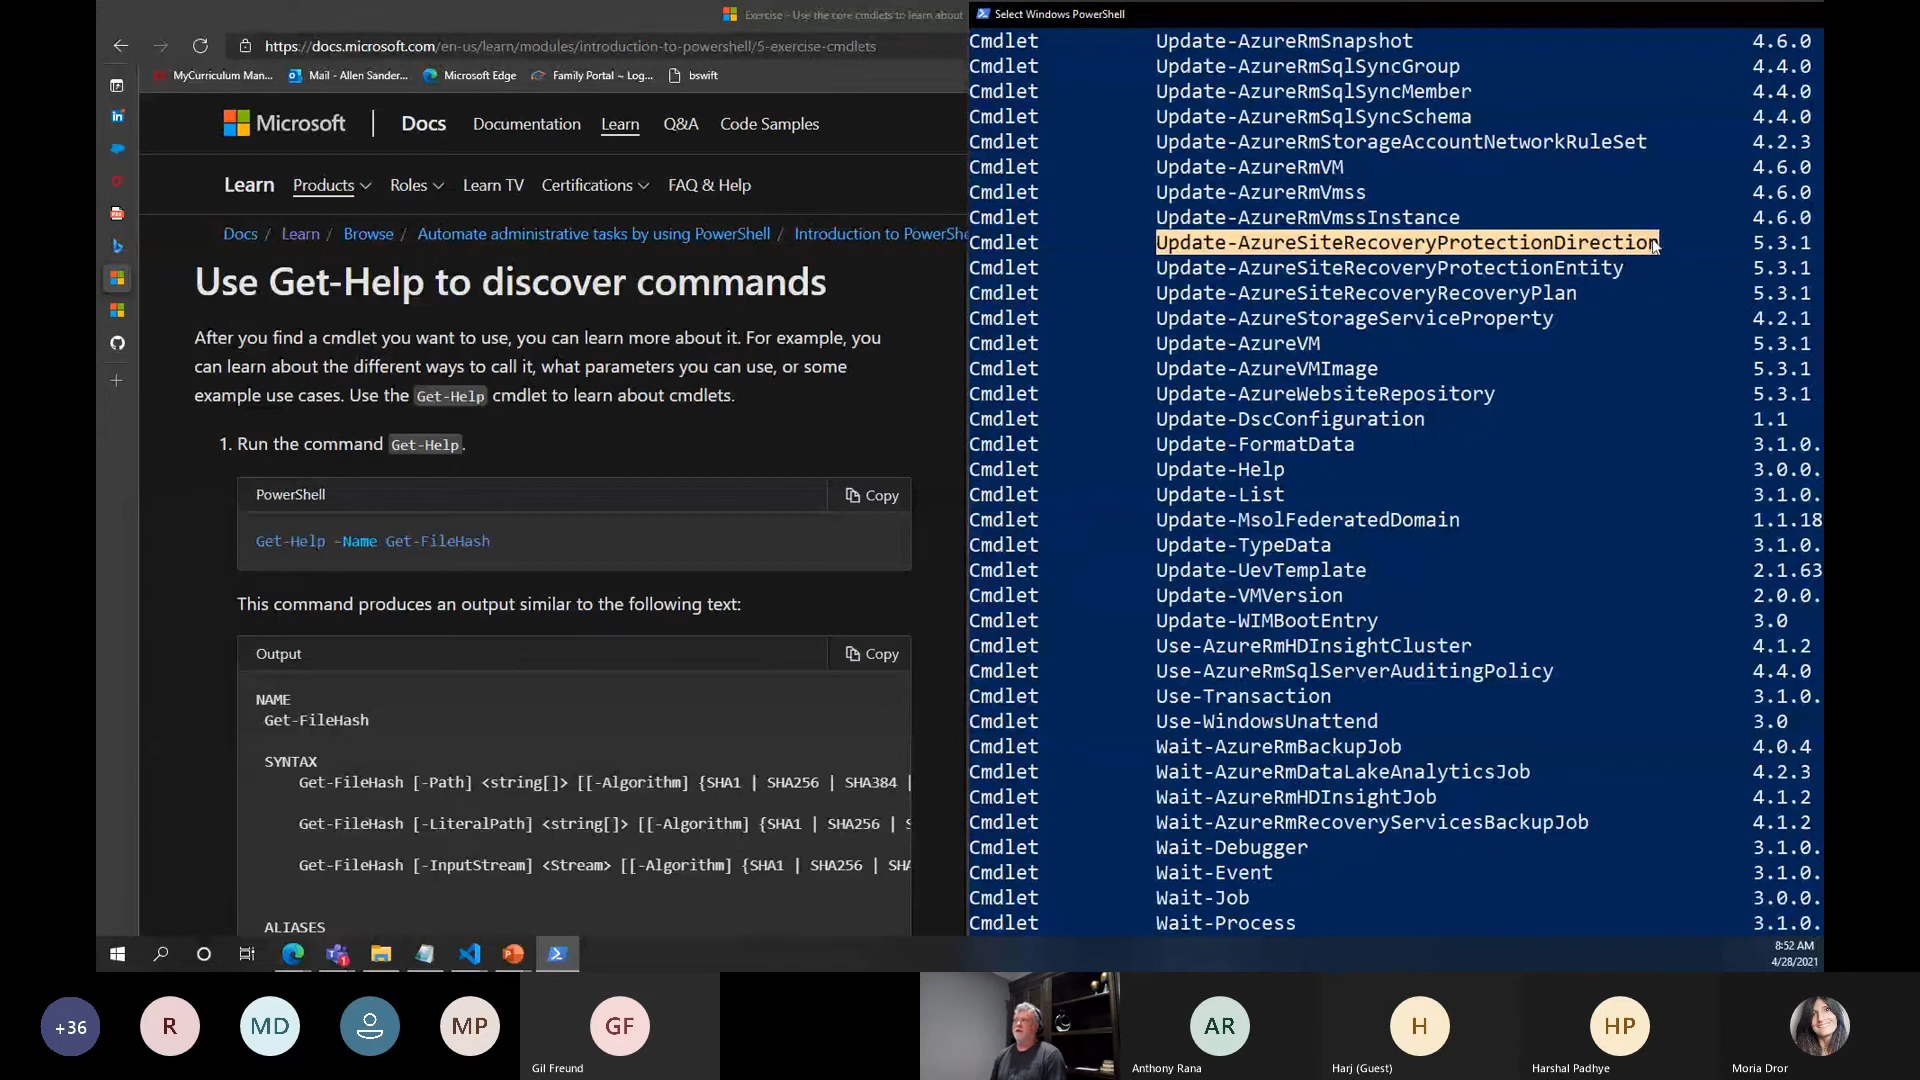 Exercise - Use the core cmdlets to learn about
https://docs.microsoft.com/en-us/learn/modules/introduction-to-powershell/5-exercise-cmdlets
MyCurriculum Man...
Mail - Allen Sander...
Microsoft Edge
Family Portal ~ Log...
bswift
Microsoft
Docs
Documentation
Learn
Q&A
Code Samples
Learn
Products
Roles
Learn TV
Certifications
FAQ & Help
Docs / Learn / Browse / Automate administrative tasks by using PowerShell / Introduction to PowerShe
Use Get-Help to discover commands
After you find a cmdlet you want to use, you can learn more about it. For example, you
can learn about the different ways to call it, what parameters you can use, or some
example use cases. Use the Get-Help cmdlet to learn about cmdlets.
1. Run the command Get-Help.
PowerShell
Copy
Get-Help -Name Get-FileHash
This command produces an output similar to the following text:
Output
Copy
NAME
Get-FileHash
SYNTAX
Get-FileHash [-Path] <string[]> [[-Algorithm] {SHA1 | SHA256 | SHA384 |
Get-FileHash [-LiteralPath] <string[]> [[-Algorithm] {SHA1 | SHA256 | S
Get-FileHash [-InputStream] <Stream> [[-Algorithm] {SHA1 | SHA256 | SHA
ALIASES
Select Windows PowerShell
Cmdlet Update-AzureRmSnapshot 4.6.0
Cmdlet Update-AzureRmSqlSyncGroup 4.4.0
Cmdlet Update-AzureRmSqlSyncMember 4.4.0
Cmdlet Update-AzureRmSqlSyncSchema 4.4.0
Cmdlet Update-AzureRmStorageAccountNetworkRuleSet 4.2.3
Cmdlet Update-AzureRmVM 4.6.0
Cmdlet Update-AzureRmVmss 4.6.0
Cmdlet Update-AzureRmVmssInstance 4.6.0
Cmdlet Update-AzureSiteRecoveryProtectionDirection 5.3.1
Cmdlet Update-AzureSiteRecoveryProtectionEntity 5.3.1
Cmdlet Update-AzureSiteRecoveryRecoveryPlan 5.3.1
Cmdlet Update-AzureStorageServiceProperty 4.2.1
Cmdlet Update-AzureVM 5.3.1
Cmdlet Update-AzureVMImage 5.3.1
Cmdlet Update-AzureWebsiteRepository 5.3.1
Cmdlet Update-DscConfiguration 1.1
Cmdlet Update-FormatData 3.1.0.
Cmdlet Update-Help 3.0.0.
Cmdlet Update-List 3.1.0.
Cmdlet Update-MsolFederatedDomain 1.1.18
Cmdlet Update-TypeData 3.1.0.
Cmdlet Update-UevTemplate 2.1.63
Cmdlet Update-VMVersion 2.0.0.
Cmdlet Update-WIMBootEntry 3.0
Cmdlet Use-AzureRmHDInsightCluster 4.1.2
Cmdlet Use-AzureRmSqlServerAuditingPolicy 4.4.0
Cmdlet Use-Transaction 3.1.0.
Cmdlet Use-WindowsUnattend 3.0
Cmdlet Wait-AzureRmBackupJob 4.0.4
Cmdlet Wait-AzureRmDataLakeAnalyticsJob 4.2.3
Cmdlet Wait-AzureRmHDInsightJob 4.1.2
Cmdlet Wait-AzureRmRecoveryServicesBackupJob 4.1.2
Cmdlet Wait-Debugger 3.1.0.
Cmdlet Wait-Event 3.1.0.
Cmdlet Wait-Job 3.0.0.
Cmdlet Wait-Process 3.1.0.
8:52 AM
4/28/2021
+36
R
MD
MP
GF
Gil Freund
AR
Anthony Rana
H
Harj (Guest)
HP
Harshal Padhye
Moria Dror